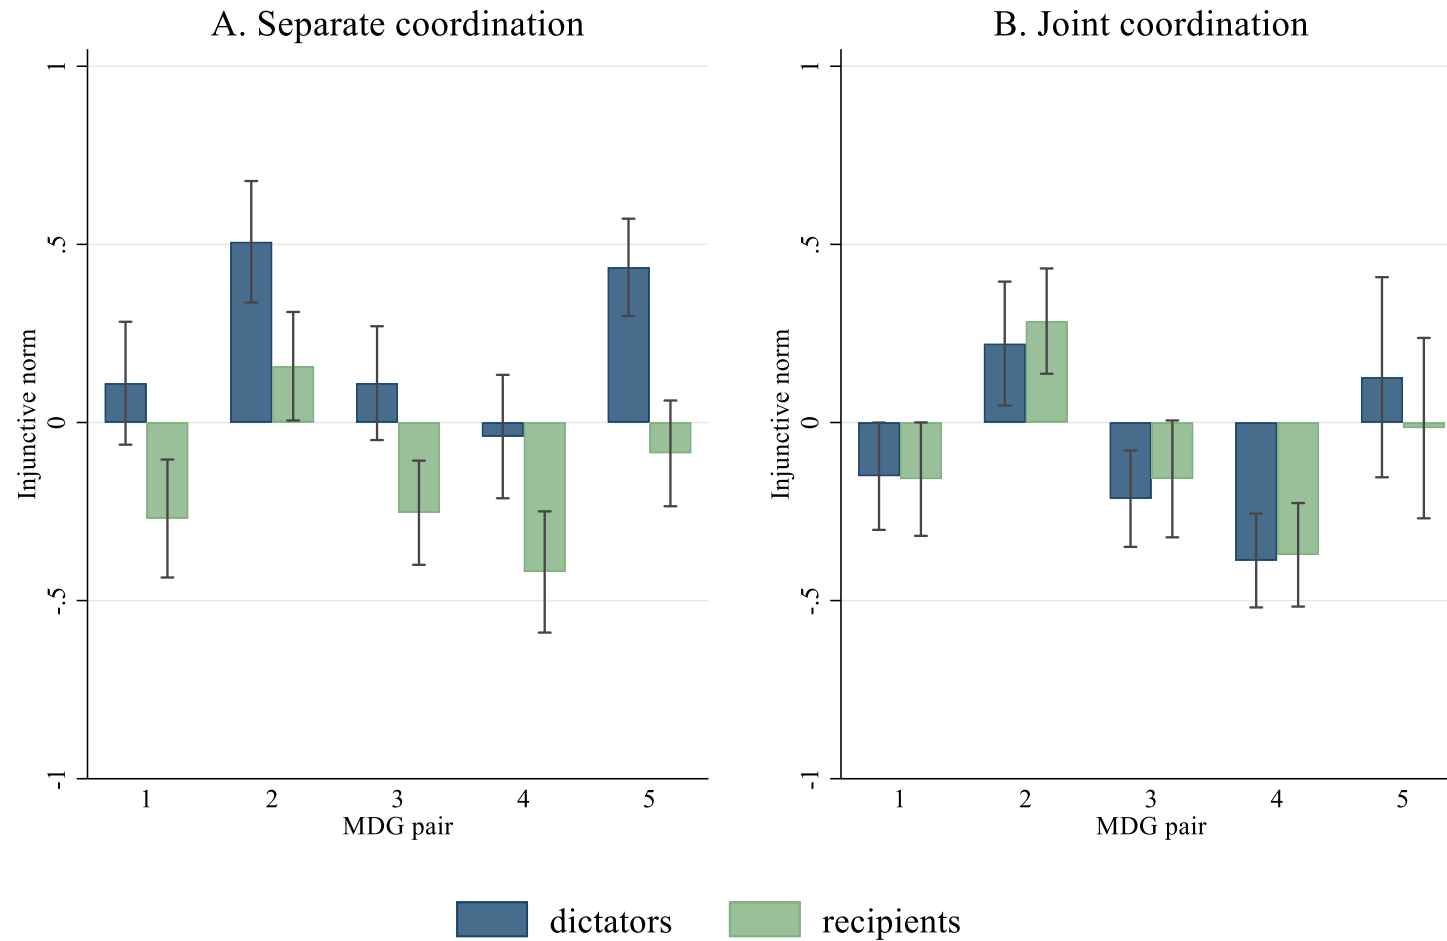 A. Separate coordination
1
.5
0
-.5
-1
Injunctive norm
1 2 3 4 5
MDG pair
B. Joint coordination
1
.5
0
-.5
-1
Injunctive norm
1 2 3 4 5
MDG pair
dictators recipients